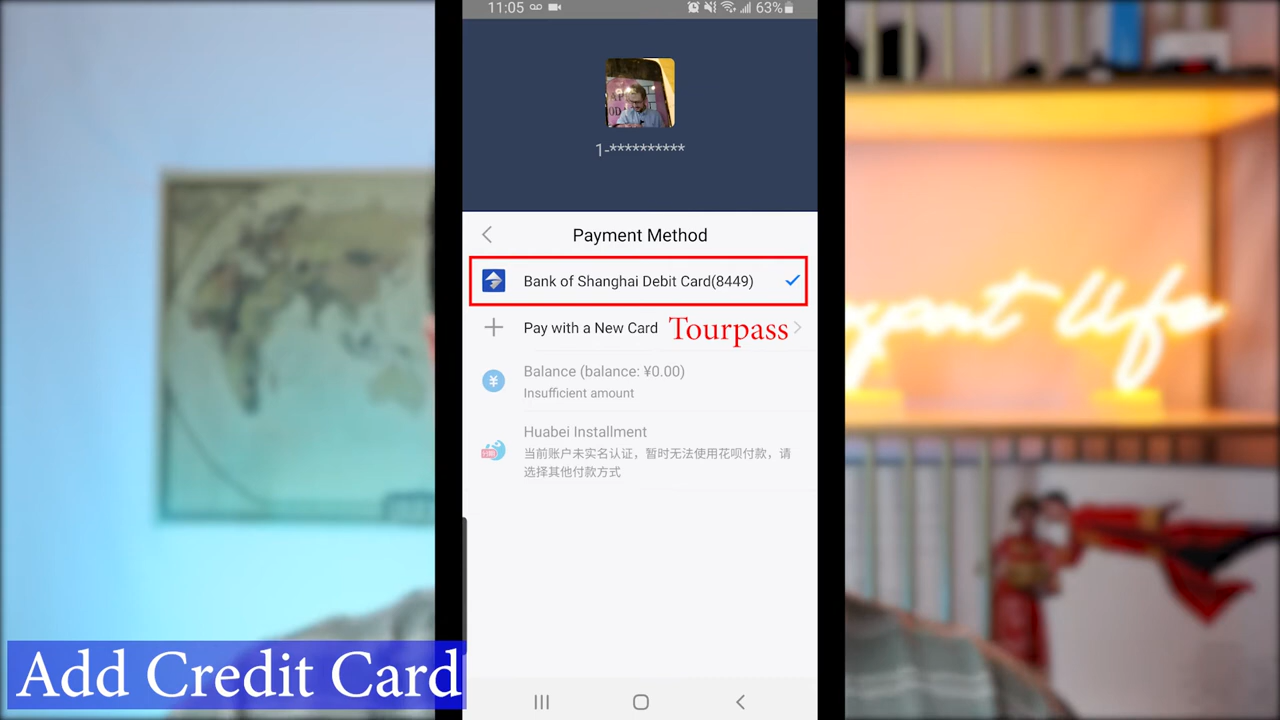 11:05
63%
1-**********
Payment Method
Bank of Shanghai Debit Card(8449)
Pay with a New Card
Tourpass
Balance (balance: ¥0.00)
Insufficient amount
Huabei Installment
当前账户未实名认证，暂时无法使用花呗付款，请
选择其他付款方式
life
Add Credit Card